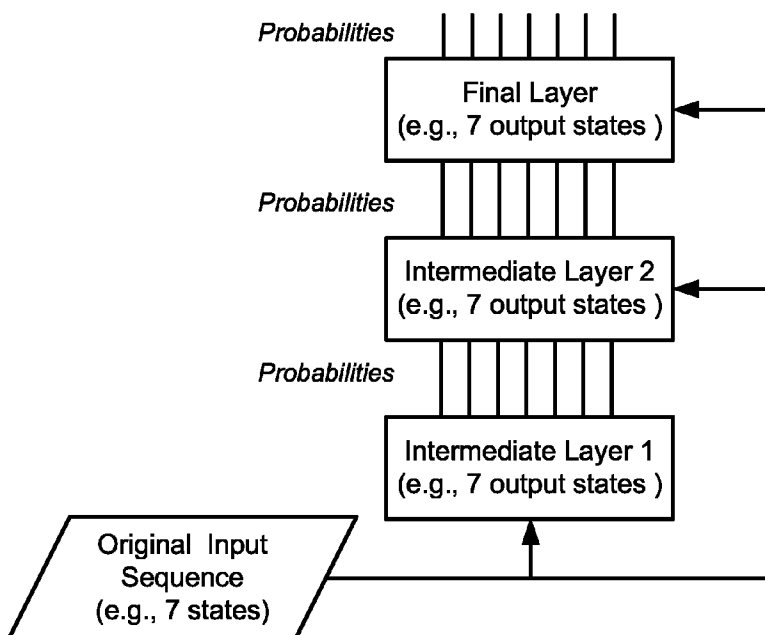 Probabilities
Final Layer
(e.g., 7 output states )
Probabilities
Intermediate Layer 2
(e.g., 7 output states )
Probabilities
Intermediate Layer 1
(e.g., 7 output states )
Original Input
Sequence
(e.g., 7 states)